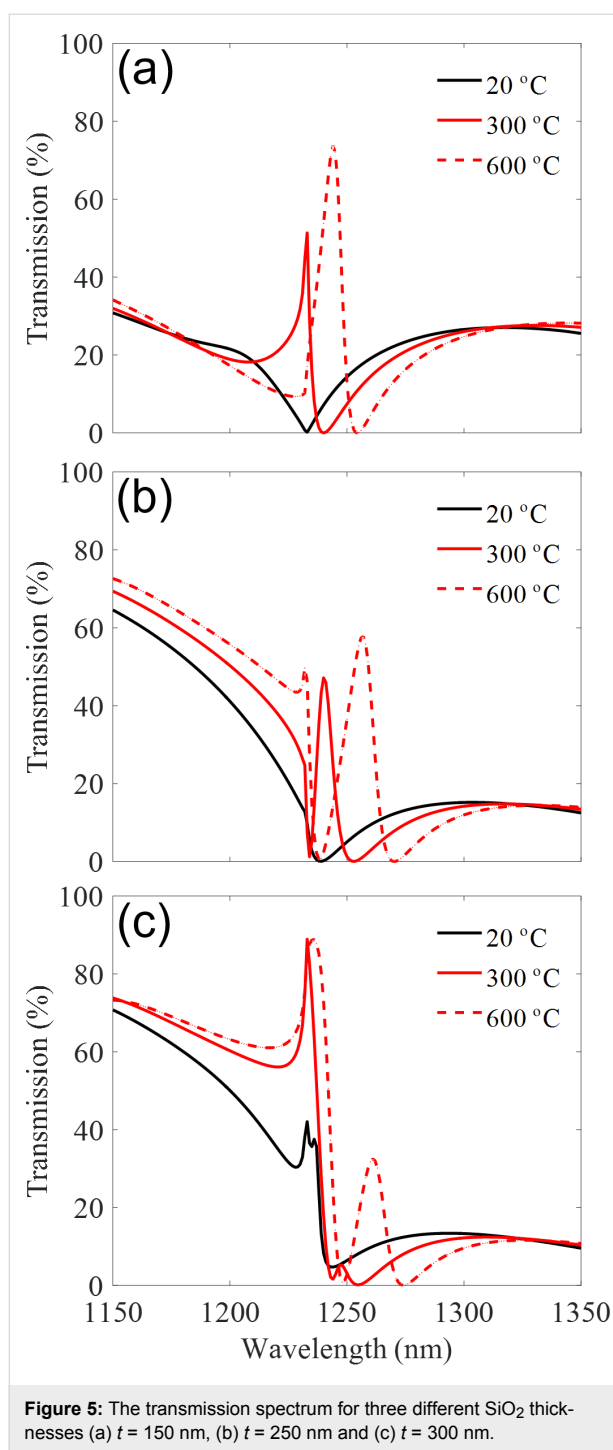 100
(a)
20 °C
300 °C
600 °C
80
60
40
20
0
Transmission (%)
100
(b)
20 °C
300 °C
600 °C
80
60
40
20
0
Transmission (%)
100
(c)
20 °C
300 °C
600 °C
80
60
40
20
0
Transmission (%)
1150 1200 1250 1300 1350
Wavelength (nm)
Figure 5: The transmission spectrum for three different SiO₂ thick-
nesses (a) t = 150 nm, (b) t = 250 nm and (c) t = 300 nm.